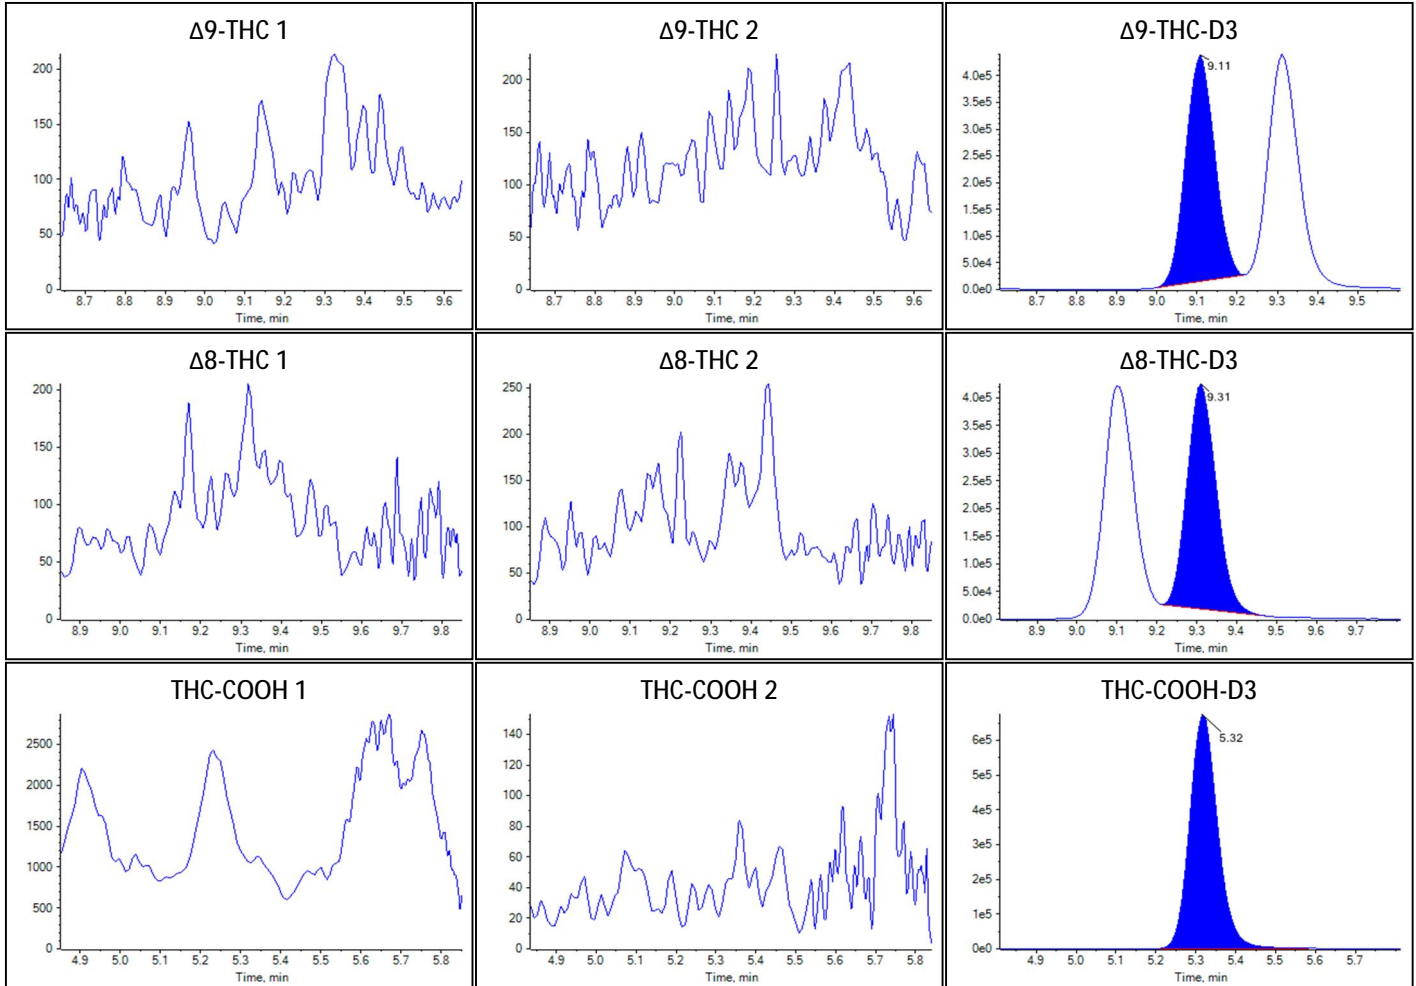 Δ9-THC 1
200
150
100
50
0
8.7 8.8 8.9 9.0 9.1 9.2 9.3 9.4 9.5 9.6
Time, min
Δ9-THC 2
200
150
100
50
0
8.7 8.8 8.9 9.0 9.1 9.2 9.3 9.4 9.5 9.6
Time, min
Δ9-THC-D3
9.11
4.0e5
3.5e5
3.0e5
2.5e5
2.0e5
1.5e5
1.0e5
5.0e4
0.0e0
8.7 8.8 8.9 9.0 9.1 9.2 9.3 9.4 9.5
Time, min
Δ8-THC 1
200
150
100
50
0
8.9 9.0 9.1 9.2 9.3 9.4 9.5 9.6 9.7 9.8
Time, min
Δ8-THC 2
250
200
150
100
50
0
8.9 9.0 9.1 9.2 9.3 9.4 9.5 9.6 9.7 9.8
Time, min
Δ8-THC-D3
9.31
4.0e5
3.5e5
3.0e5
2.5e5
2.0e5
1.5e5
1.0e5
5.0e4
0.0e0
8.9 9.0 9.1 9.2 9.3 9.4 9.5 9.6 9.7
Time, min
THC-COOH 1
2500
2000
1500
1000
500
0
4.9 5.0 5.1 5.2 5.3 5.4 5.5 5.6 5.7 5.8
Time, min
THC-COOH 2
140
120
100
80
60
40
20
0
4.9 5.0 5.1 5.2 5.3 5.4 5.5 5.6 5.7 5.8
Time, min
THC-COOH-D3
5.32
6e5
5e5
4e5
3e5
2e5
1e5
0e0
4.9 5.0 5.1 5.2 5.3 5.4 5.5 5.6 5.7
Time, min